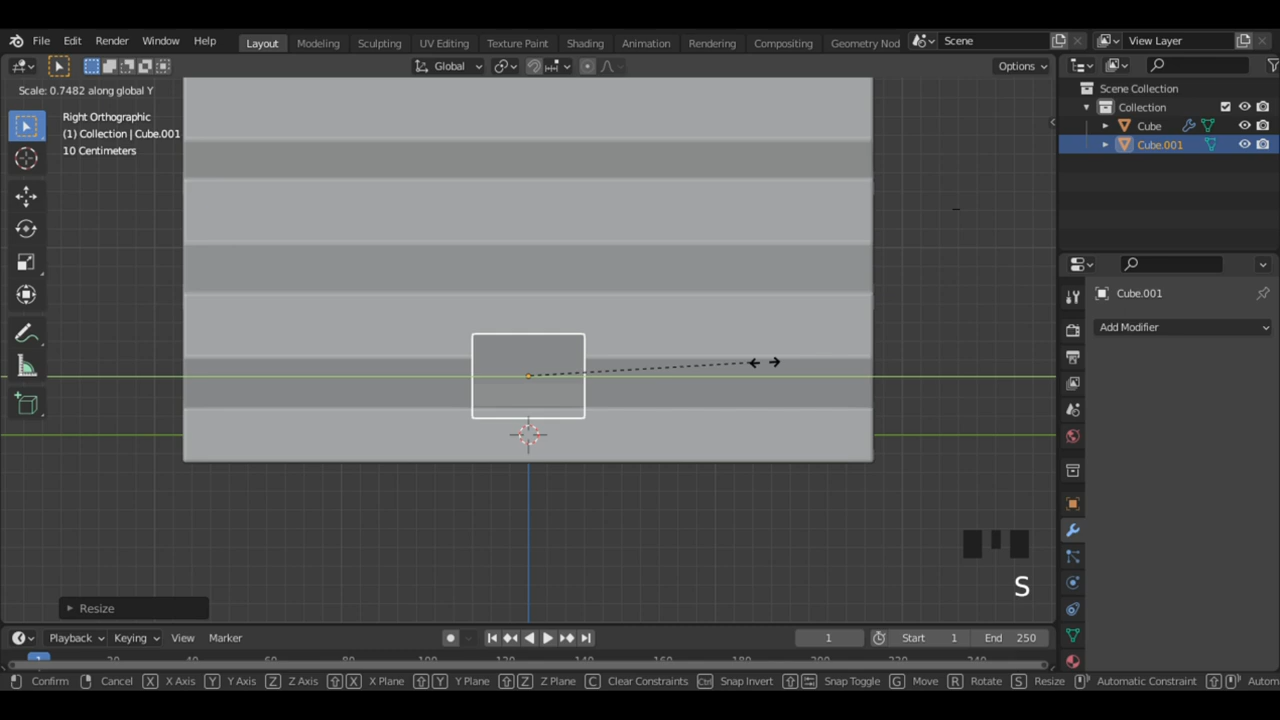 File Edit Render Window Help Layout Modeling Sculpting UV Editing Texture Paint Shading Animation Rendering Compositing Geometry Nod Scene View Layer
Global Options
Scale: 0.7482 along global Y
Right Orthographic
(1) Collection | Cube.001
10 Centimeters
Scene Collection
Collection
Cube
Cube.001
Cube.001
Add Modifier
S
Resize
Playback Keying View Marker 1 Start 1 End 250
1
Confirm Cancel X X Axis Y Y Axis Z Z Axis X X Plane Y Y Plane Z Z Plane C Clear Constraints Ctrl Snap Invert Snap Toggle G Move R Rotate S Resize Automatic Constraint Autom